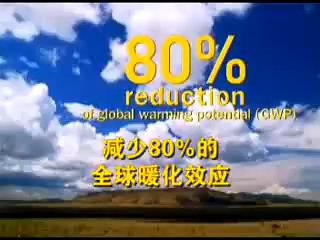 80%
reduction
of global warming potential (GWP)
减少80%的
全球暖化效应